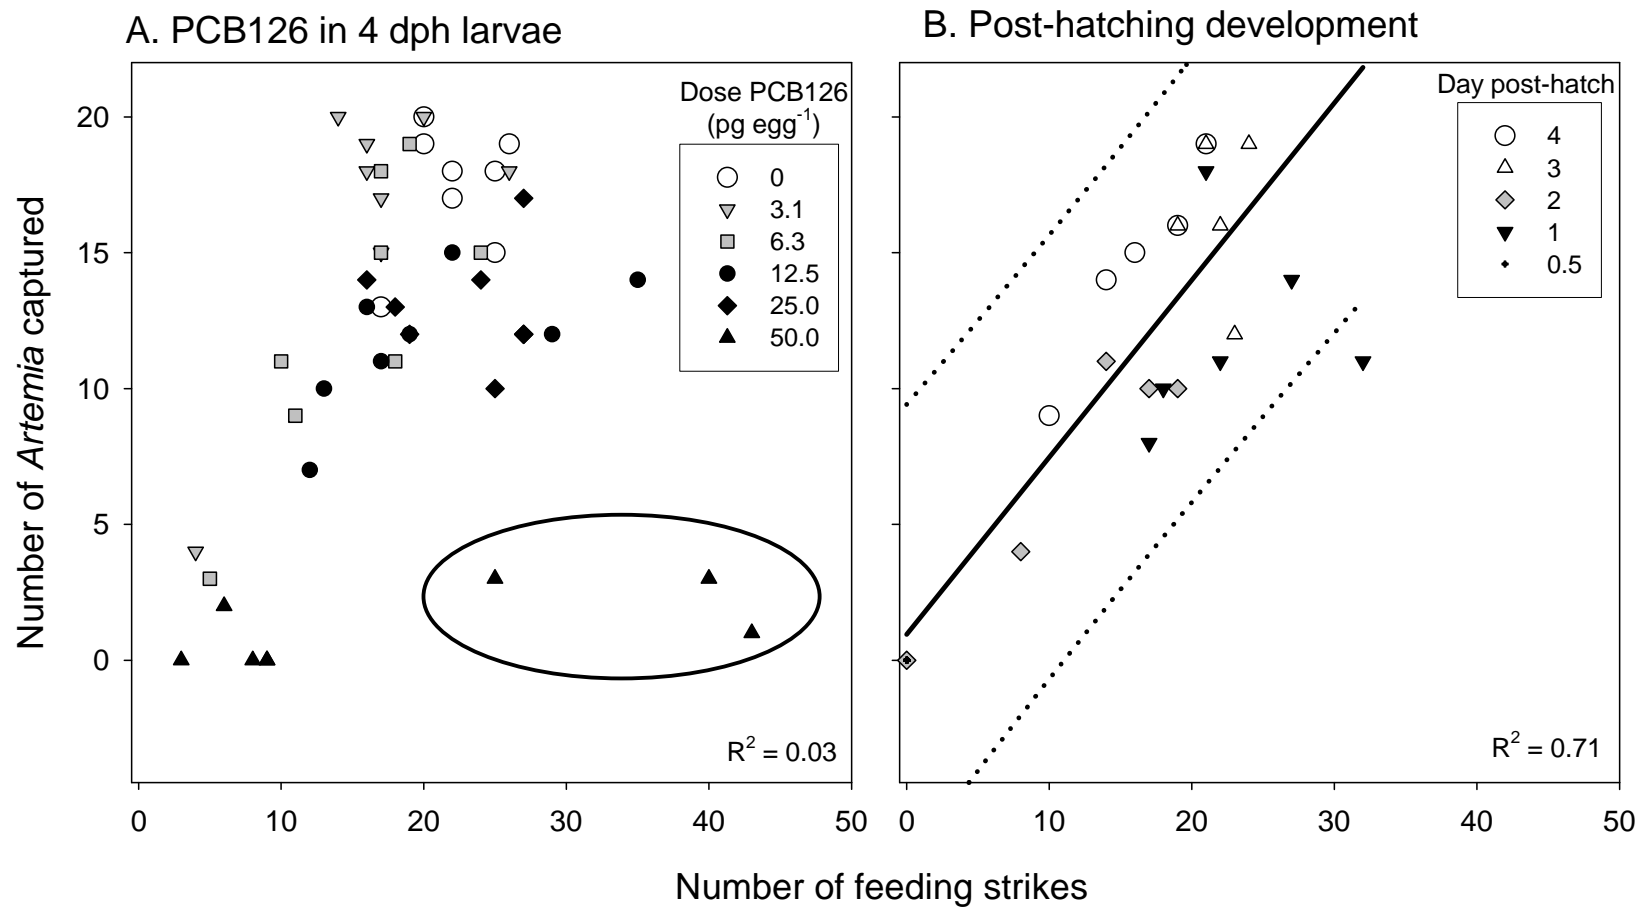 A. PCB126 in 4 dph larvae
Dose PCB126
(pg egg-1)
0
3.1
6.3
12.5
25.0
50.0
20
15
10
5
0
Number of Artemia captured
R2 = 0.03
0 10 20 30 40 50
B. Post-hatching development
Day post-hatch
4
3
2
1
0.5
R2 = 0.71
0 10 20 30 40 50
Number of feeding strikes